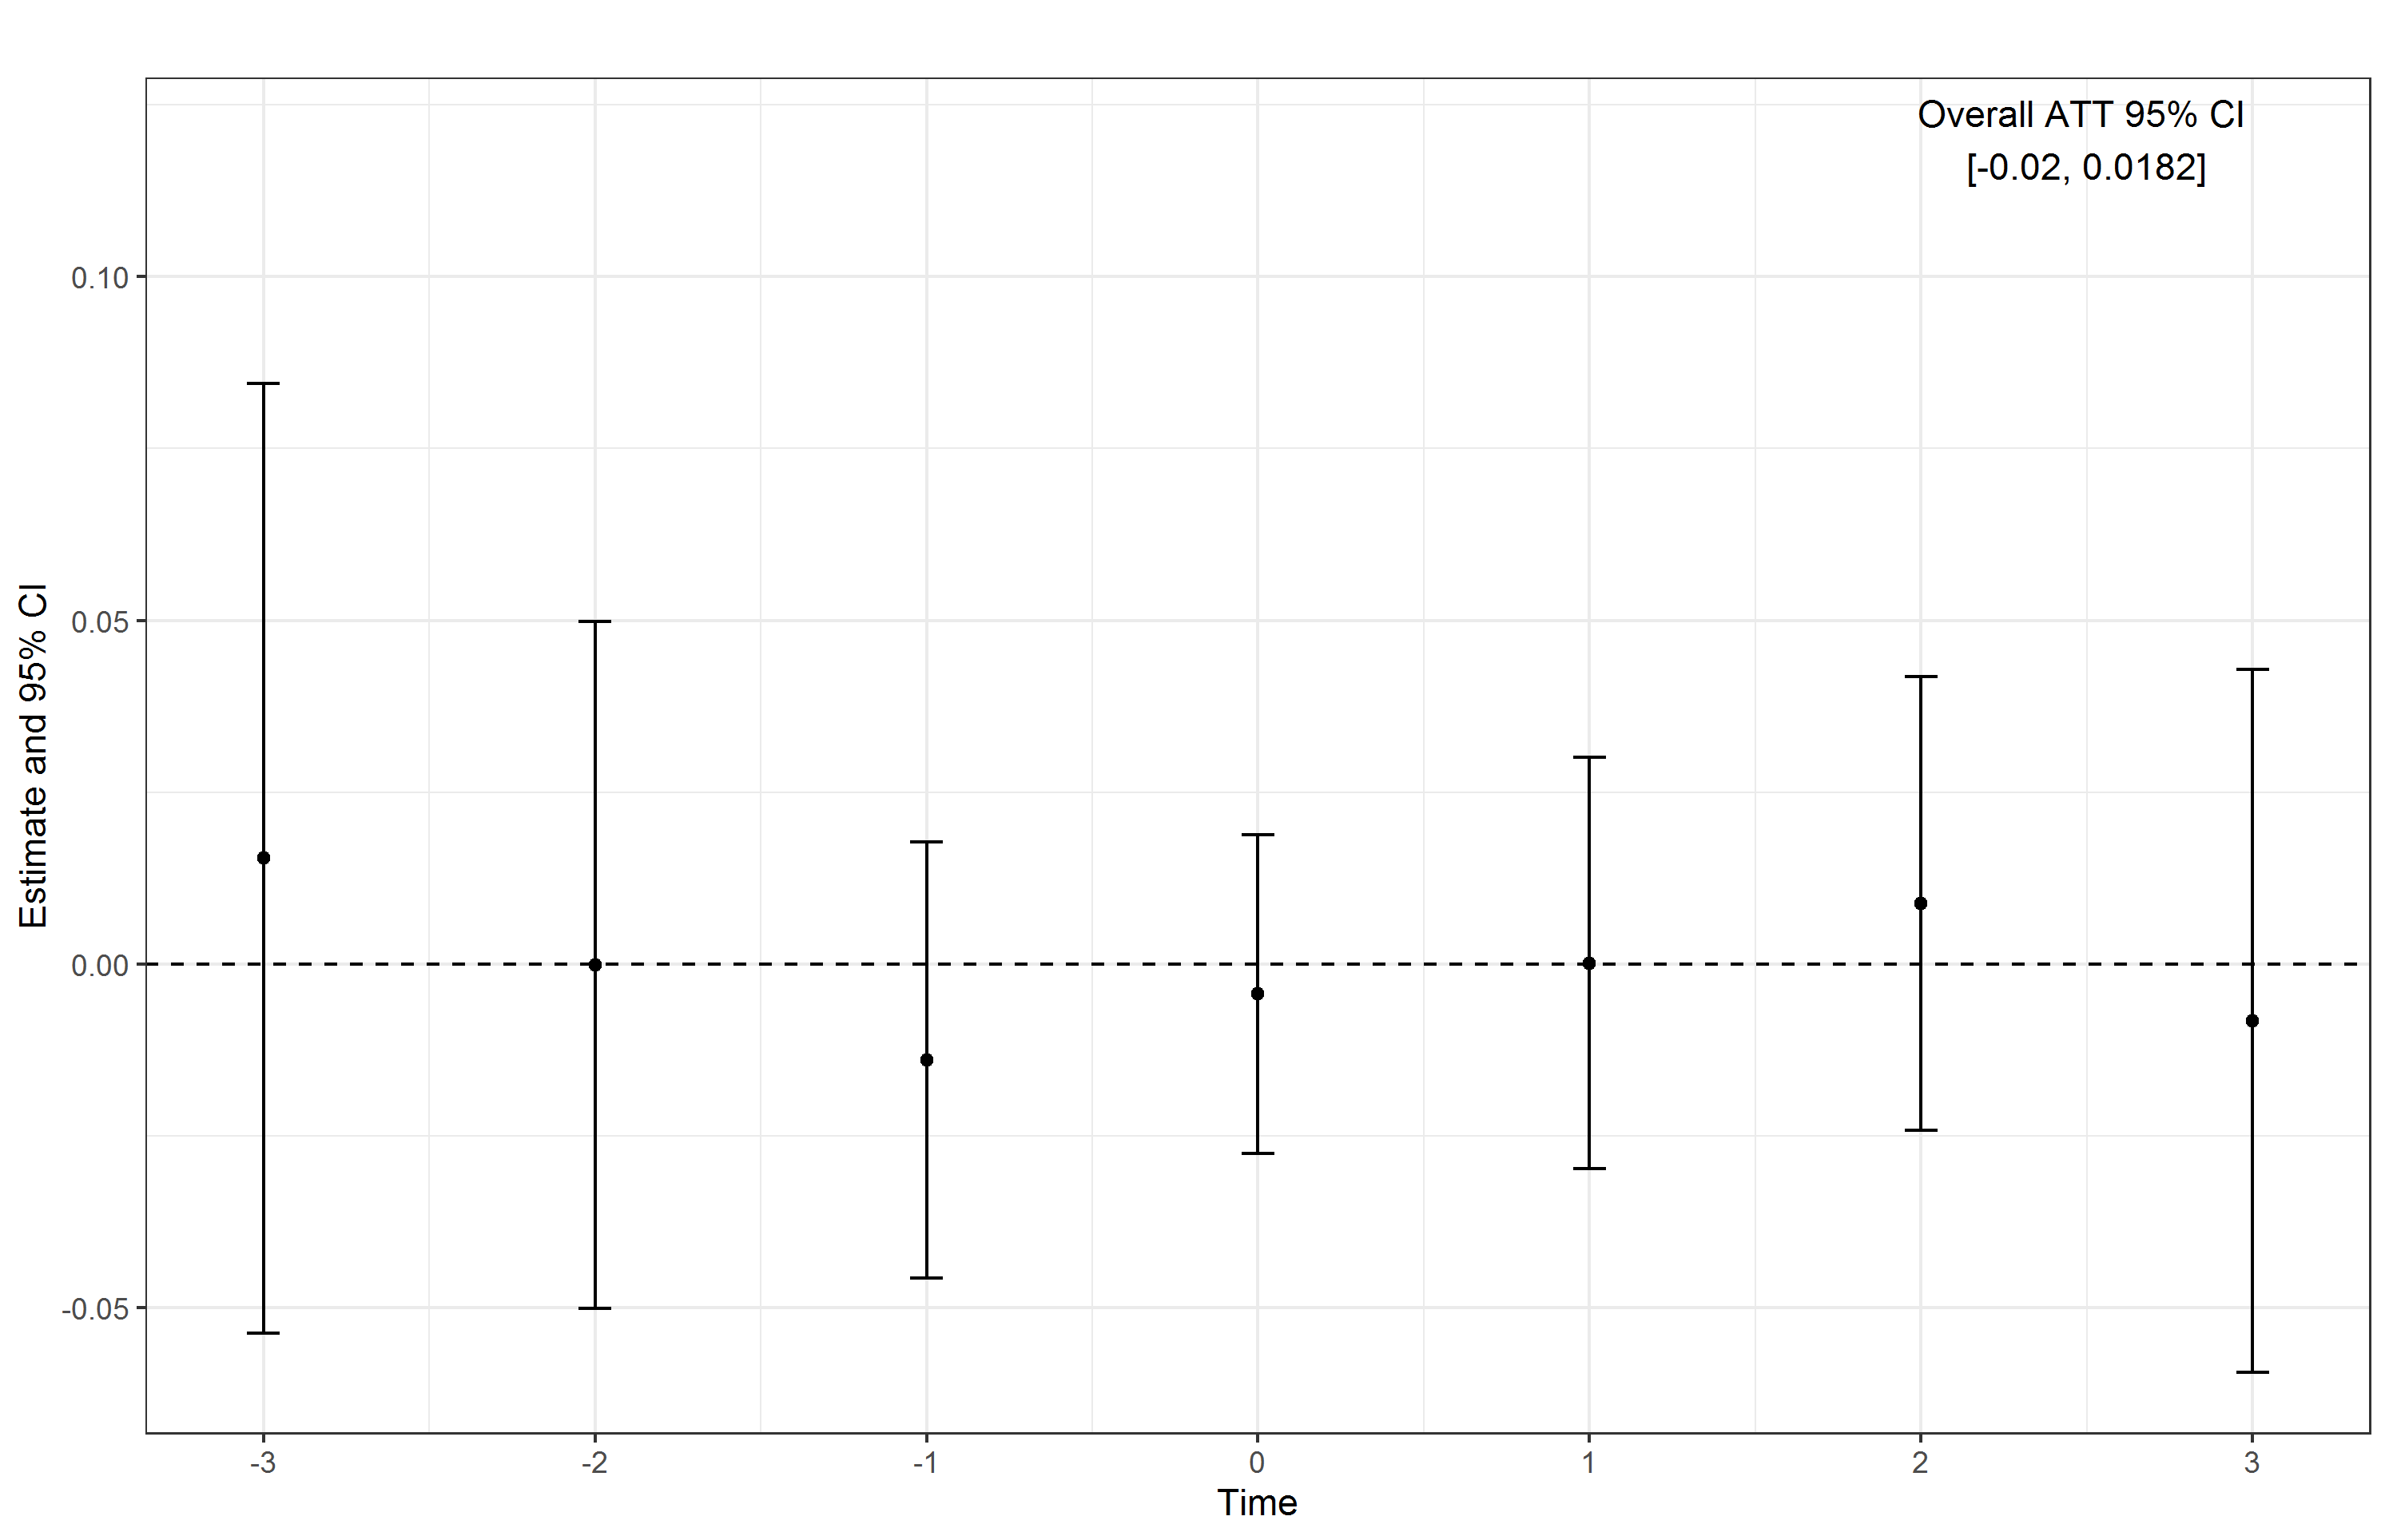 Overall ATT 95% CI
[-0.02, 0.0182]
Estimate and 95% CI
0.10
0.05
0.00
-0.05
-3 -2 -1 0 1 2 3
Time